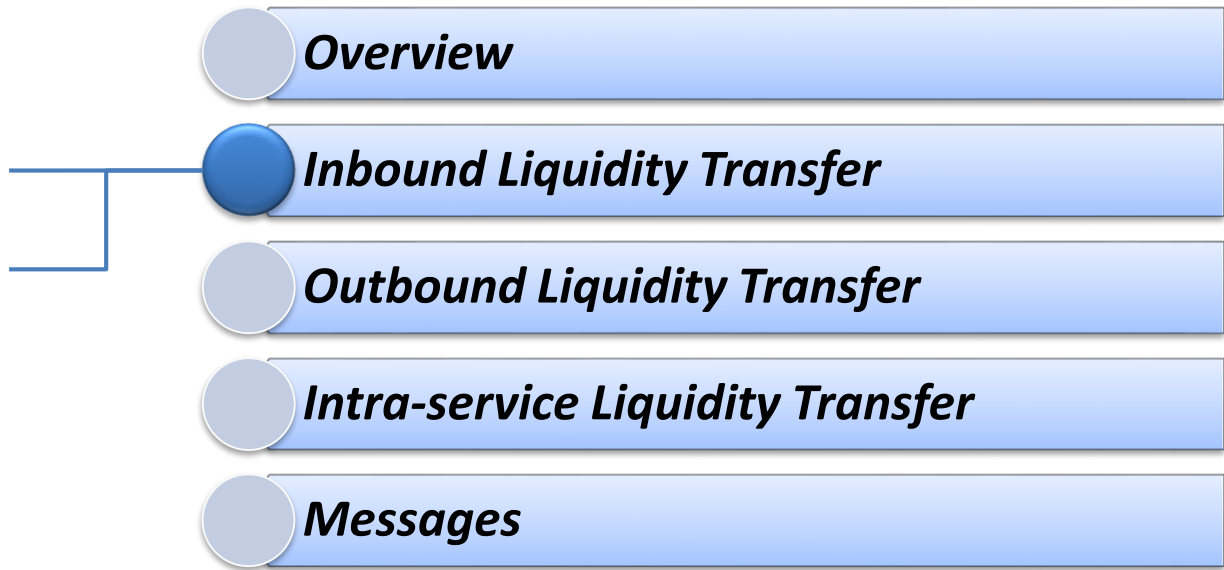 Overview
Inbound Liquidity Transfer
Outbound Liquidity Transfer
Intra-service Liquidity Transfer
Messages